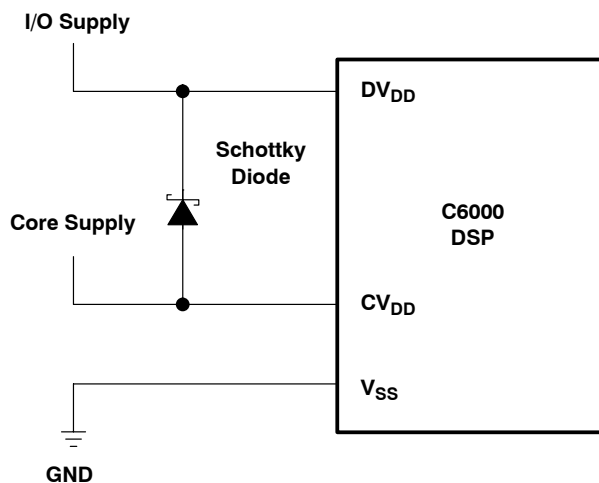 I/O Supply
DVDD
Schottky
Diode
C6000
DSP
Core Supply
CVDD
VSS
GND